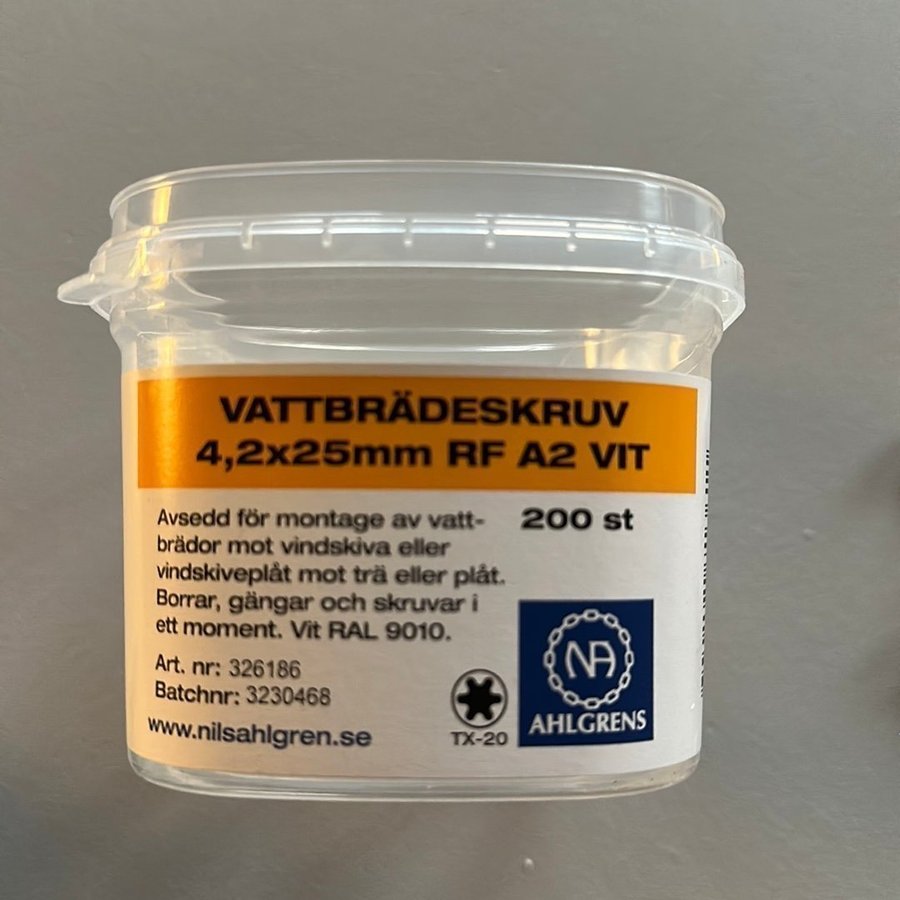 VATTBRÄDESKRUV
4,2x25mm RF A2 VIT
Avsedd för montage av vatt-
brädor mot vindskiva eller
vindskiveplåt mot trä eller plåt.
Borrar, gängar och skruvar i
ett moment. Vit RAL 9010.
200 st
Art. nr: 326186
Batchnr: 3230468
www.nilsahlgren.se
TX-20
NA
AHLGRENS